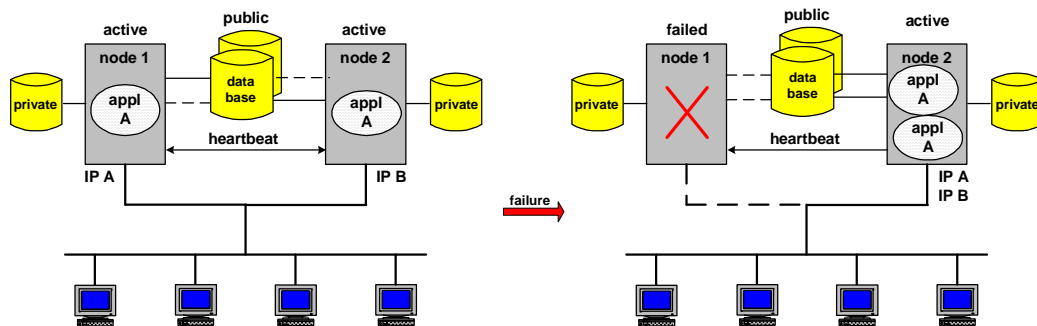 active
public
active
node 1
node 2
data
base
private
private
appl
A
appl
A
heartbeat
IP A
IP B
failure
failed
public
active
node 1
node 2
data
base
private
private
appl
A
appl
A
heartbeat
IP A
IP B